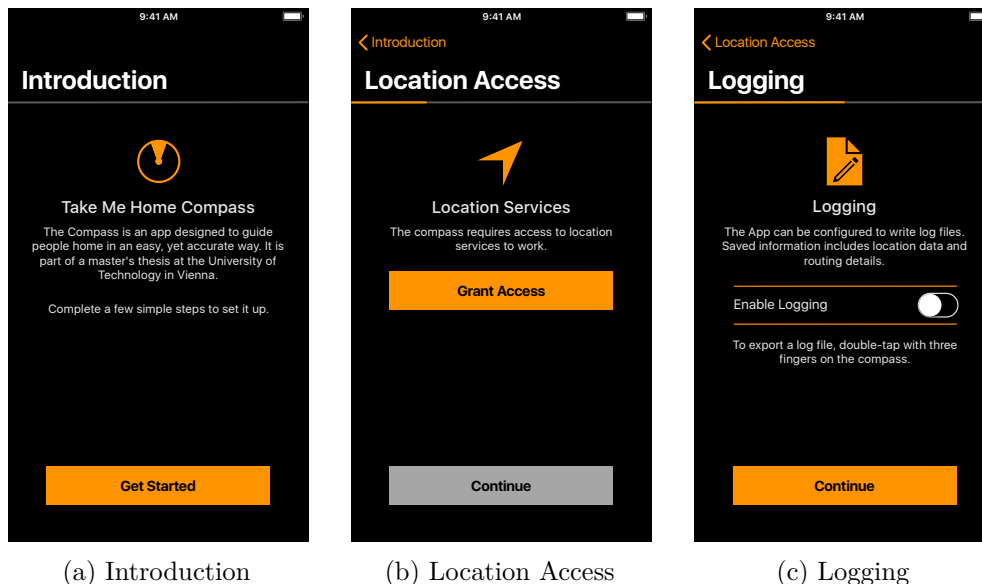 9:41 AM
Introduction
Take Me Home Compass
The Compass is an app designed to guide
people home in an easy, yet accurate way. It is
part of a master's thesis at the University of
Technology in Vienna.
Complete a few simple steps to set it up.
Get Started
(a) Introduction
9:41 AM
Introduction
Location Access
Location Services
The compass requires access to location
services to work.
Grant Access
Continue
(b) Location Access
9:41 AM
Location Access
Logging
Logging
The App can be configured to write log files.
Saved information includes location data and
routing details.
Enable Logging
To export a log file, double-tap with three
fingers on the compass.
Continue
(c) Logging